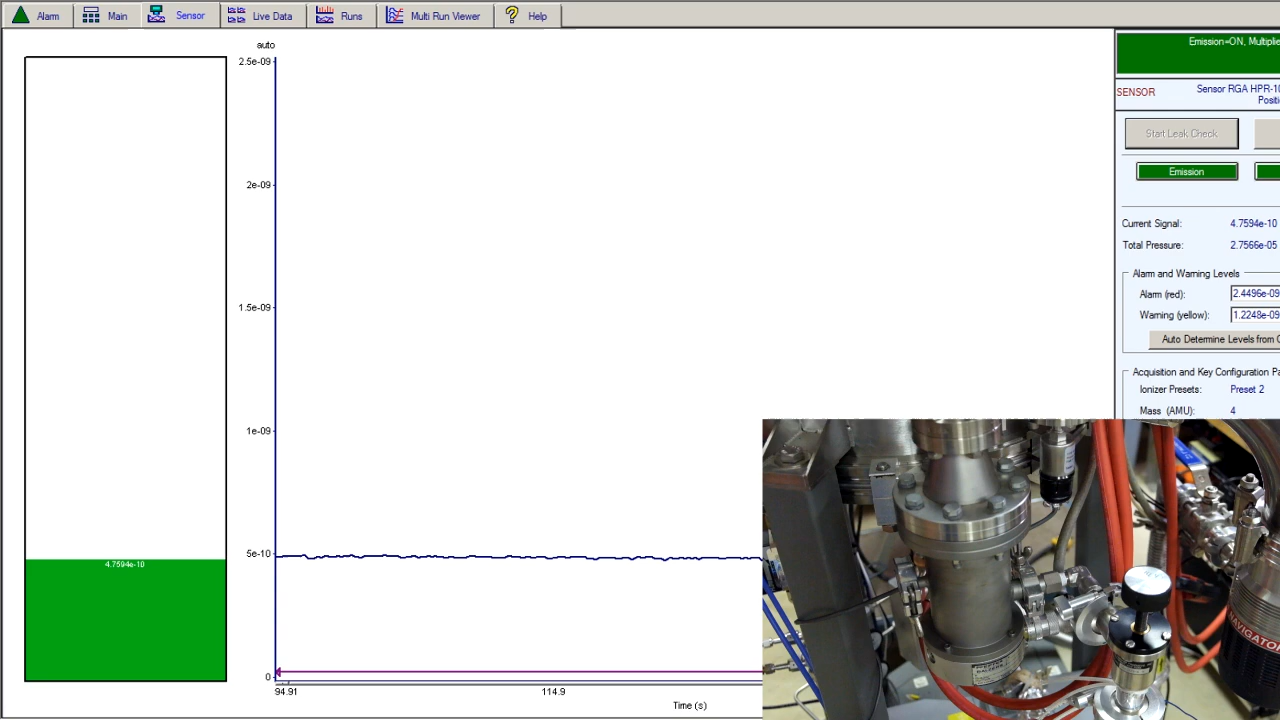 Alarm Main Sensor Live Data Runs Multi Run Viewer Help
auto
2.5e-09
2e-09
1.5e-09
1e-09
5e-10
0
4.7594e-10
94.91 114.9
Time (s)
Emission=ON, Multiplie
SENSOR
Sensor RGA HPR-10
Positi
Start Leak Check
Emission
Current Signal: 4.7594e-10
Total Pressure: 2.7566e-05
Alarm and Warning Levels
Alarm (red): 2.4496e-09
Warning (yellow): 1.2248e-09
Auto Determine Levels from C
Acquisition and Key Configuration Pa
Ionizer Presets: Preset 2
Mass (AMU): 4
NAVIGATOR